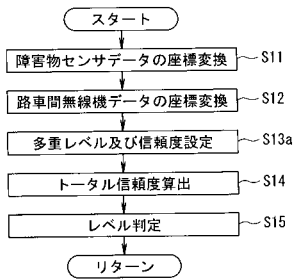 スタート
障害物センサデータの座標変換
S11
路車間無線機データの座標変換
S12
多重レベル及び信頼度設定
S13a
トータル信頼度算出
S14
レベル判定
S15
リターン